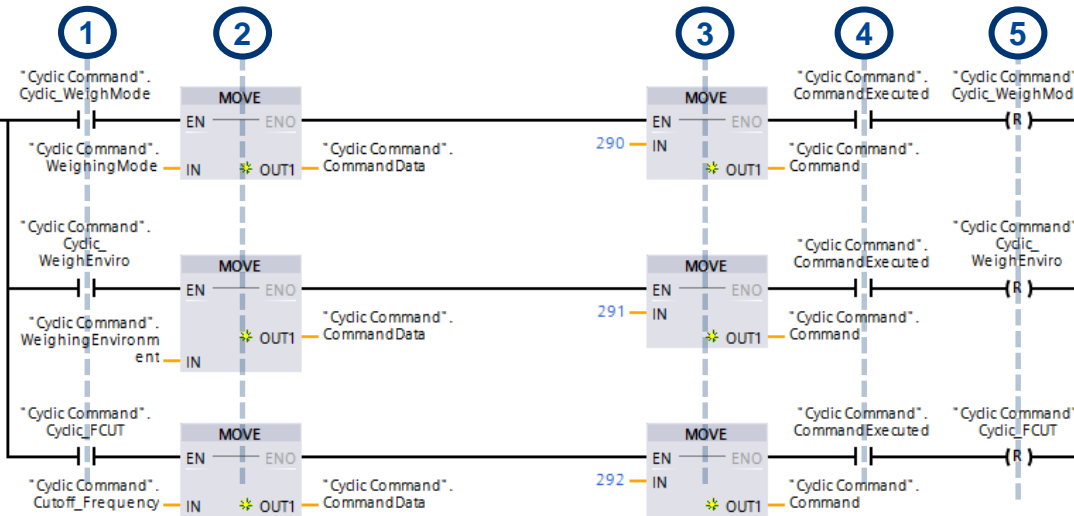 1 2 3 4 5
"Cyclic Command". "Cyclic Command". "Cyclic Command"
Cyclic_WeighMode MOVE MOVE CommandExecuted Cyclic_WeighMod
EN ENO EN ENO ( R )
"Cyclic Command". "Cyclic Command". 290 IN "Cyclic Command".
WeighingMode IN OUT1 CommandData OUT1 Command
"Cyclic Command". "Cyclic Command"
Cyclic_ "Cyclic Command". Cyclic_
WeighEnviro MOVE MOVE CommandExecuted WeighEnviro
EN ENO EN ENO ( R )
"Cyclic Command". "Cyclic Command". 291 IN "Cyclic Command".
WeighingEnvironm OUT1 CommandData OUT1 Command
ent IN
"Cyclic Command". "Cyclic Command". "Cyclic Command"
Cyclic_FCUT MOVE MOVE CommandExecuted Cyclic_FCUT
EN ENO EN ENO ( R )
"Cyclic Command". "Cyclic Command". 292 IN "Cyclic Command".
Cutoff_Frequency IN OUT1 CommandData OUT1 Command